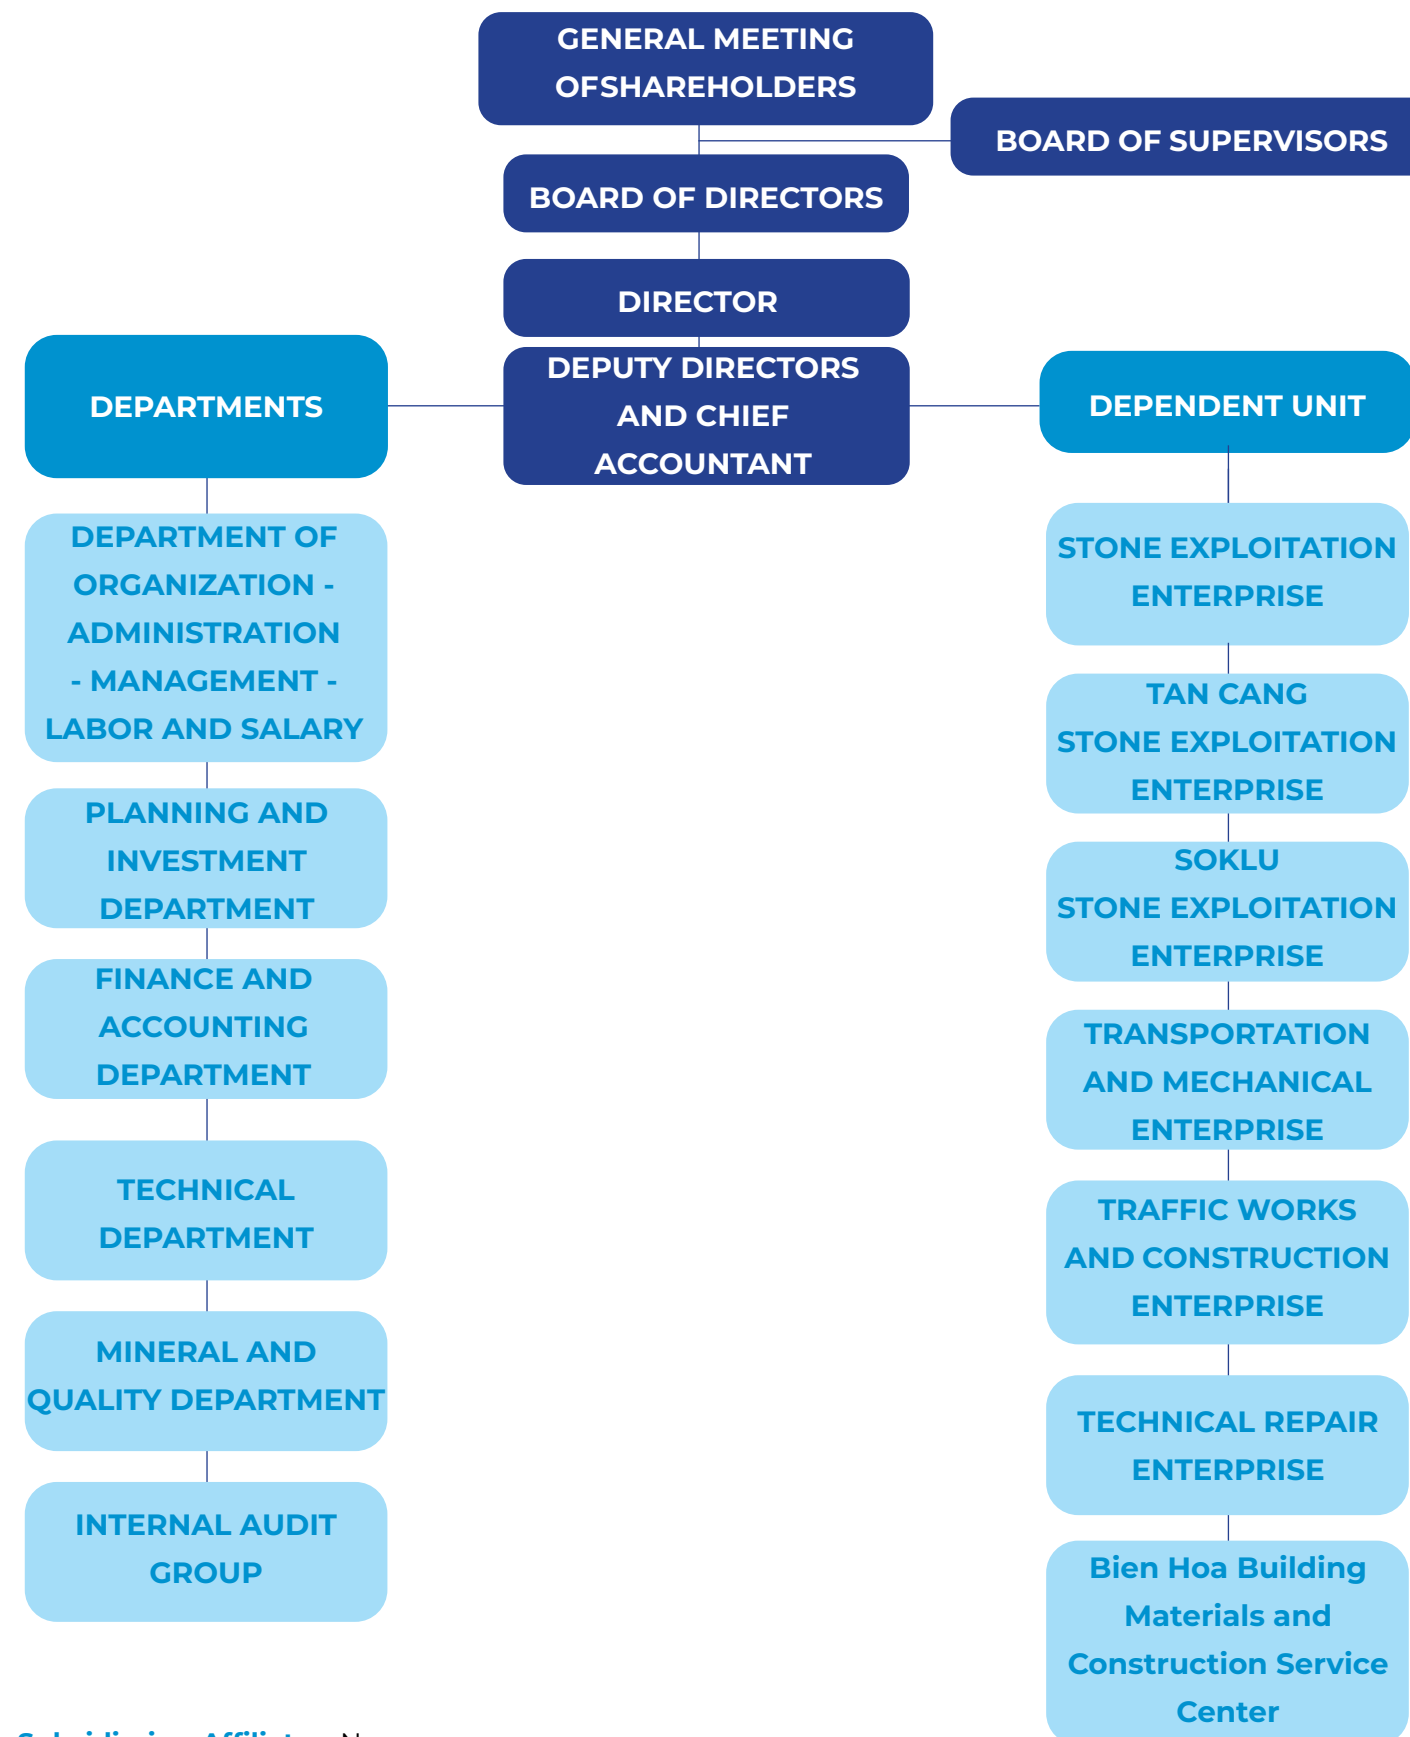 GENERAL MEETING
OFSHAREHOLDERS
BOARD OF SUPERVISORS
BOARD OF DIRECTORS
DIRECTOR
DEPUTY DIRECTORS
AND CHIEF
ACCOUNTANT
DEPARTMENTS
DEPARTMENT OF
ORGANIZATION -
ADMINISTRATION
- MANAGEMENT -
LABOR AND SALARY
PLANNING AND
INVESTMENT
DEPARTMENT
FINANCE AND
ACCOUNTING
DEPARTMENT
TECHNICAL
DEPARTMENT
MINERAL AND
QUALITY DEPARTMENT
INTERNAL AUDIT
GROUP
DEPENDENT UNIT
STONE EXPLOITATION
ENTERPRISE
TAN CANG
STONE EXPLOITATION
ENTERPRISE
SOKLU
STONE EXPLOITATION
ENTERPRISE
TRANSPORTATION
AND MECHANICAL
ENTERPRISE
TRAFFIC WORKS
AND CONSTRUCTION
ENTERPRISE
TECHNICAL REPAIR
ENTERPRISE
Bien Hoa Building
Materials and
Construction Service
Center